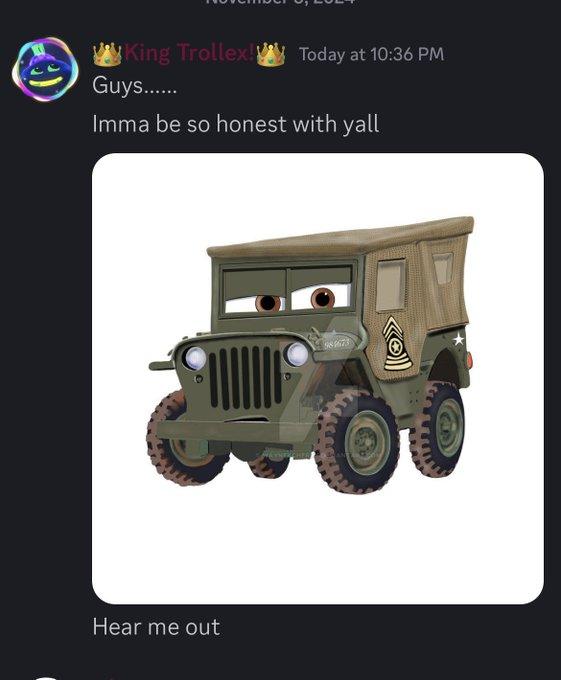 👑King Trollex!👑 Today at 10:36 PM
Guys......
Imma be so honest with yall
Hear me out